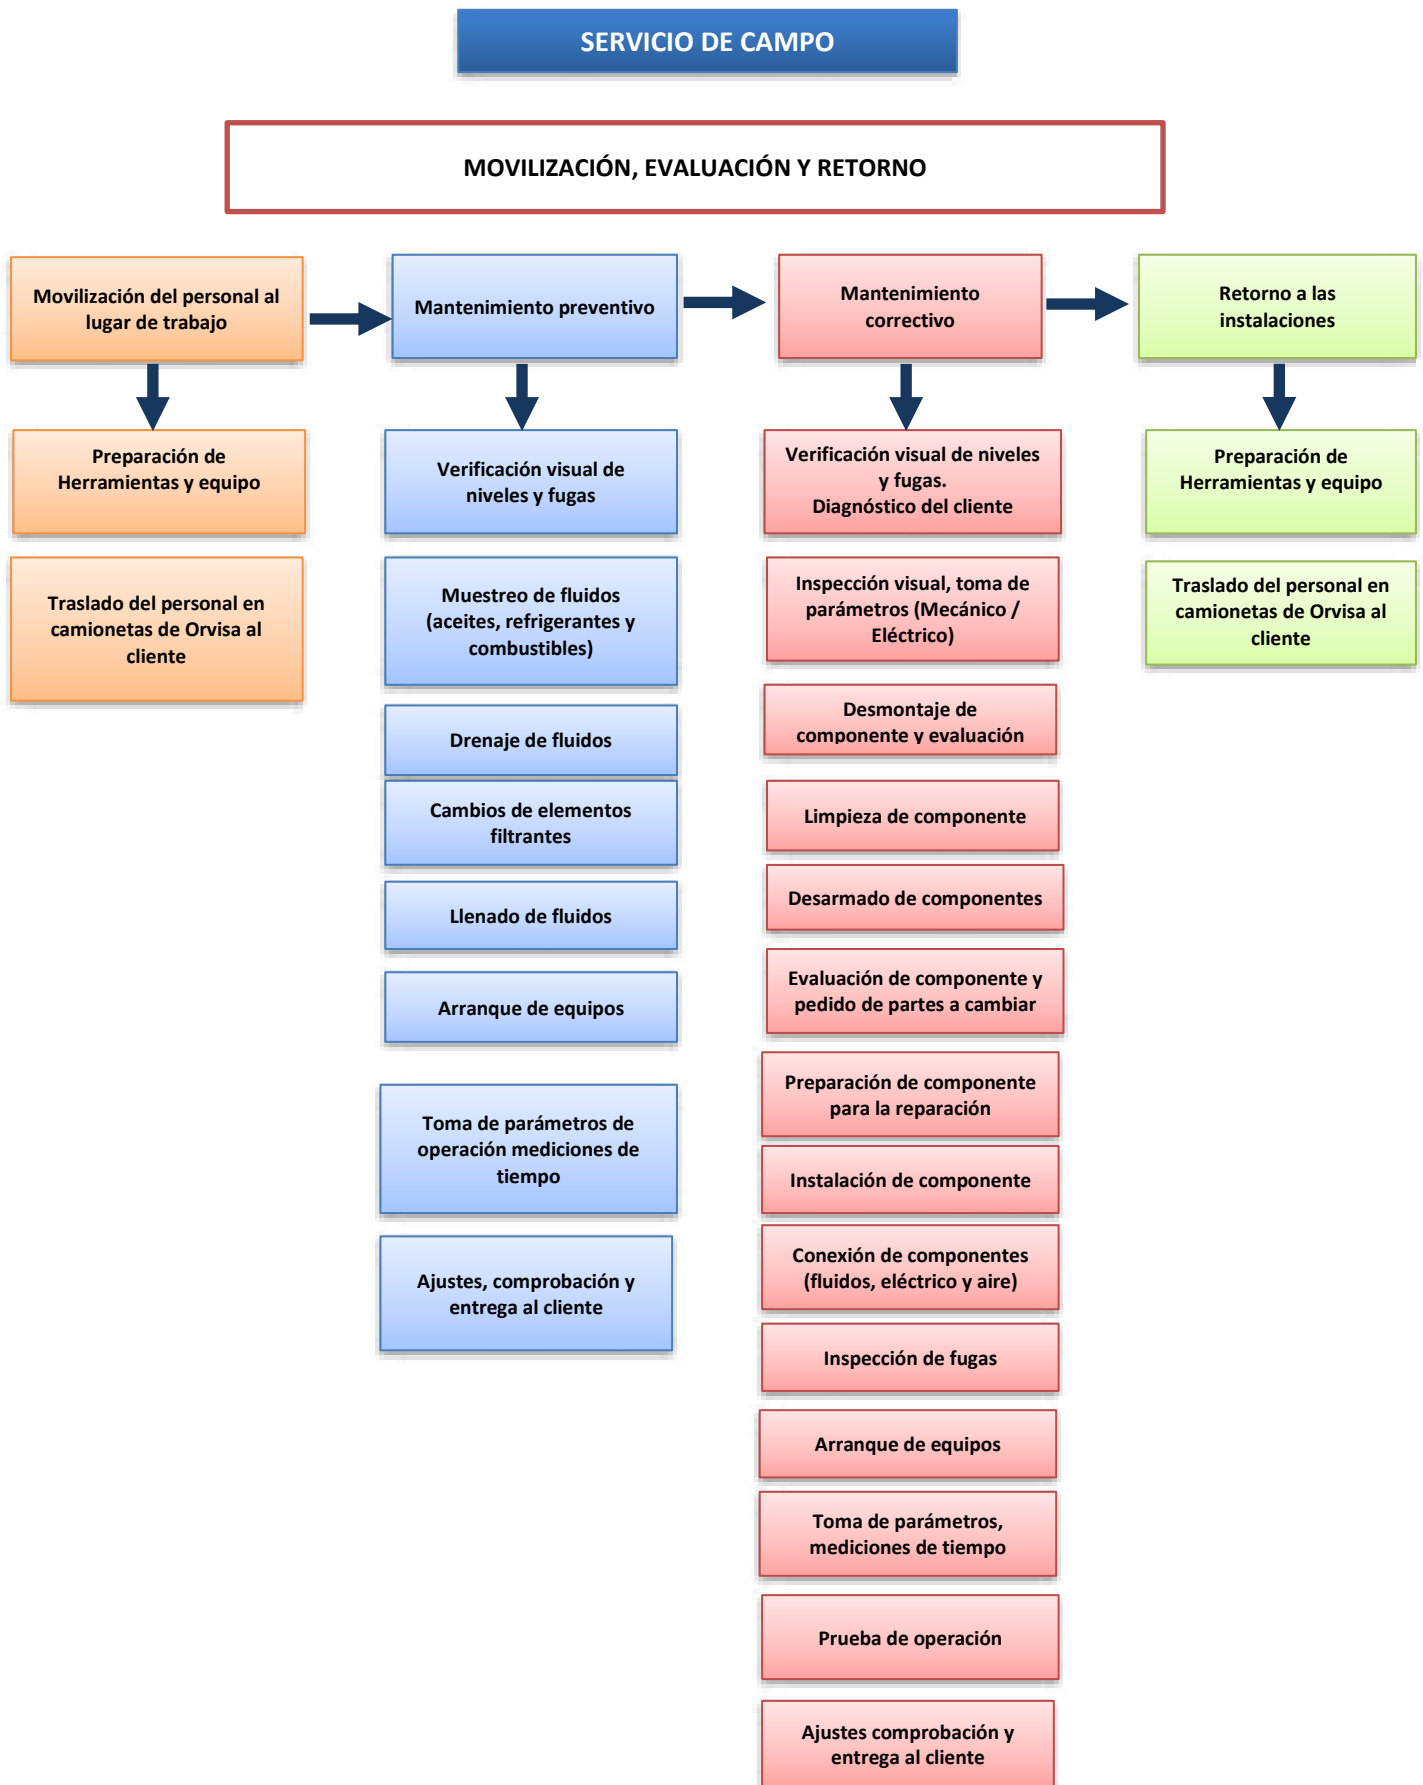 SERVICIO DE CAMPO
MOVILIZACIÓN, EVALUACIÓN Y RETORNO
Movilización del personal al
lugar de trabajo
Mantenimiento preventivo
Mantenimiento
correctivo
Retorno a las
instalaciones
Preparación de
Herramientas y equipo
Traslado del personal en
camionetas de Orvisa al
cliente
Verificación visual de
niveles y fugas
Muestreo de fluidos
(aceites, refrigerantes y
combustibles)
Drenaje de fluidos
Cambios de elementos
filtrantes
Llenado de fluidos
Arranque de equipos
Toma de parámetros de
operación mediciones de
tiempo
Ajustes, comprobación y
entrega al cliente
Verificación visual de niveles
y fugas.
Diagnóstico del cliente
Inspección visual, toma de
parámetros (Mecánico /
Eléctrico)
Desmontaje de
componente y evaluación
Limpieza de componente
Desarmado de componentes
Evaluación de componente y
pedido de partes a cambiar
Preparación de componente
para la reparación
Instalación de componente
Conexión de componentes
(fluidos, eléctrico y aire)
Inspección de fugas
Arranque de equipos
Toma de parámetros,
mediciones de tiempo
Prueba de operación
Ajustes comprobación y
entrega al cliente
Preparación de
Herramientas y equipo
Traslado del personal en
camionetas de Orvisa al
cliente